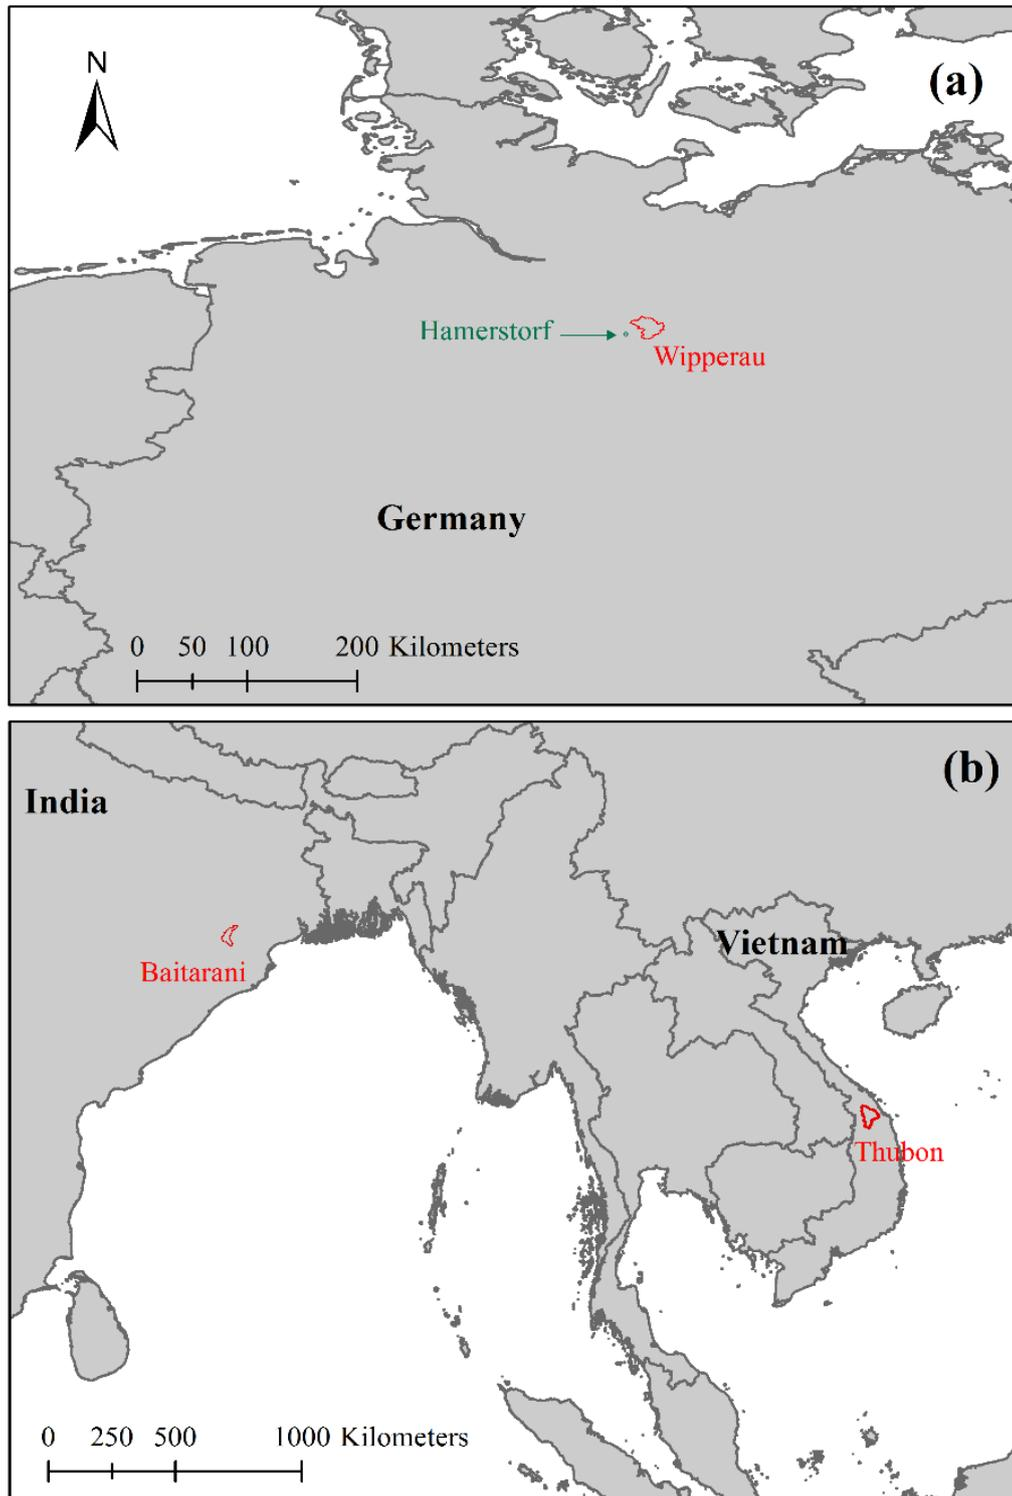 N
(a)
Hamerstorf
Wipperau
Germany
0 50 100 200 Kilometers
(b)
India
Vietnam
Baitarani
Thubon
0 250 500 1000 Kilometers